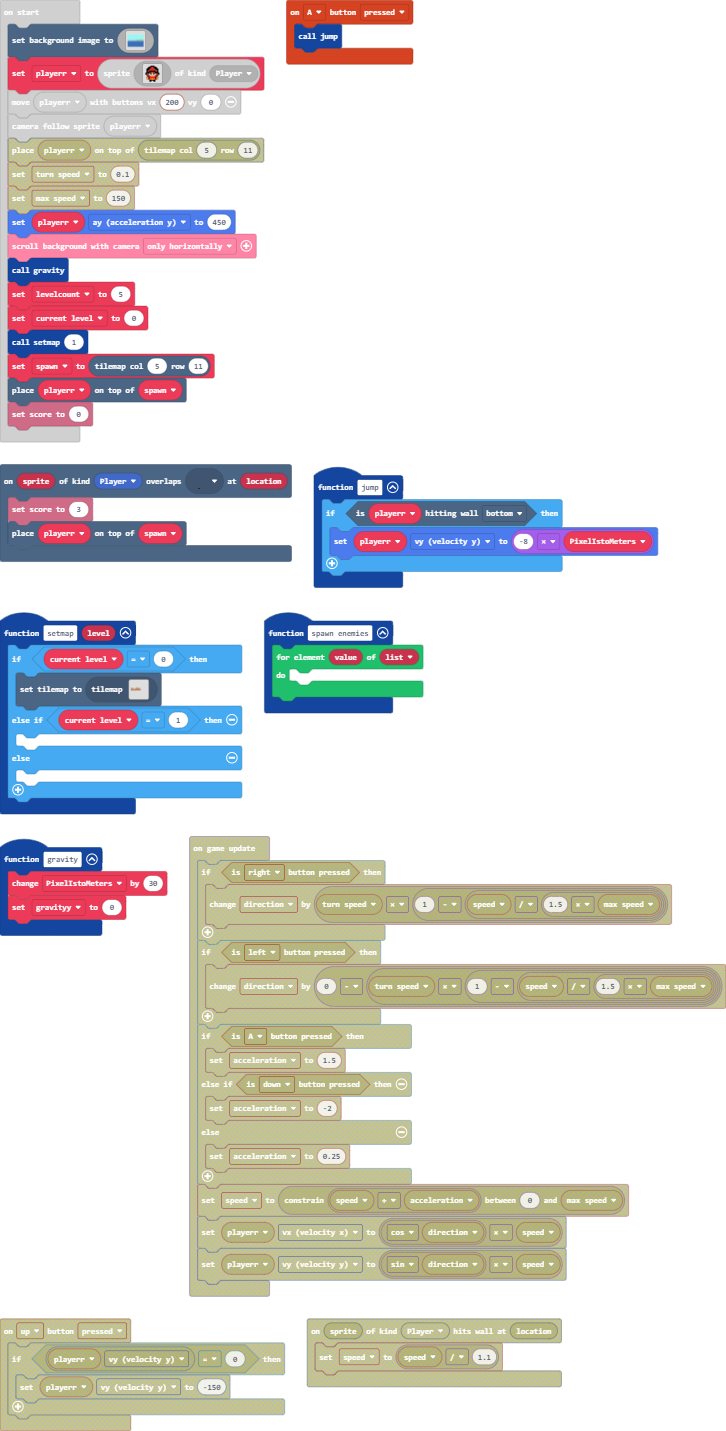 on start
set background image to
set playerr to sprite of kind Player
move playerr with buttons vx 200 vy 0
camera follow sprite playerr
place playerr on top of tilemap col 5 row 11
set turn speed to 0.1
set max speed to 150
set playerr ay (acceleration y) to 450
scroll background with camera only horizontally
call gravity
set levelcount to 5
set current level to 0
call setmap 1
set spawn to tilemap col 5 row 11
place playerr on top of spawn
set score to 0
on A button pressed
call jump
on sprite of kind Player overlaps at location
set score to 3
place playerr on top of spawn
function jump
if is playerr hitting wall bottom then
set playerr vy (velocity y) to -8 × PixelIstoMeters
function setmap level
if current level = 0 then
set tilemap to tilemap
else if current level = 1 then
else
function spawn enemies
for element value of list
do
function gravity
change PixelIstoMeters by 30
set gravityy to 0
on game update
if is right button pressed then
change direction by turn speed × 1 - speed / 1.5 × max speed
if is left button pressed then
change direction by 0 - turn speed × 1 - speed / 1.5 × max speed
if is A button pressed then
set acceleration to 1.5
else if is down button pressed then
set acceleration to -2
else
set acceleration to 0.25
set speed to constrain speed + acceleration between 0 and max speed
set playerr vx (velocity x) to cos direction × speed
set playerr vy (velocity y) to sin direction × speed
on up button pressed
if playerr vy (velocity y) = 0 then
set playerr vy (velocity y) to -150
on sprite of kind Player hits wall at location
set speed to speed / 1.1